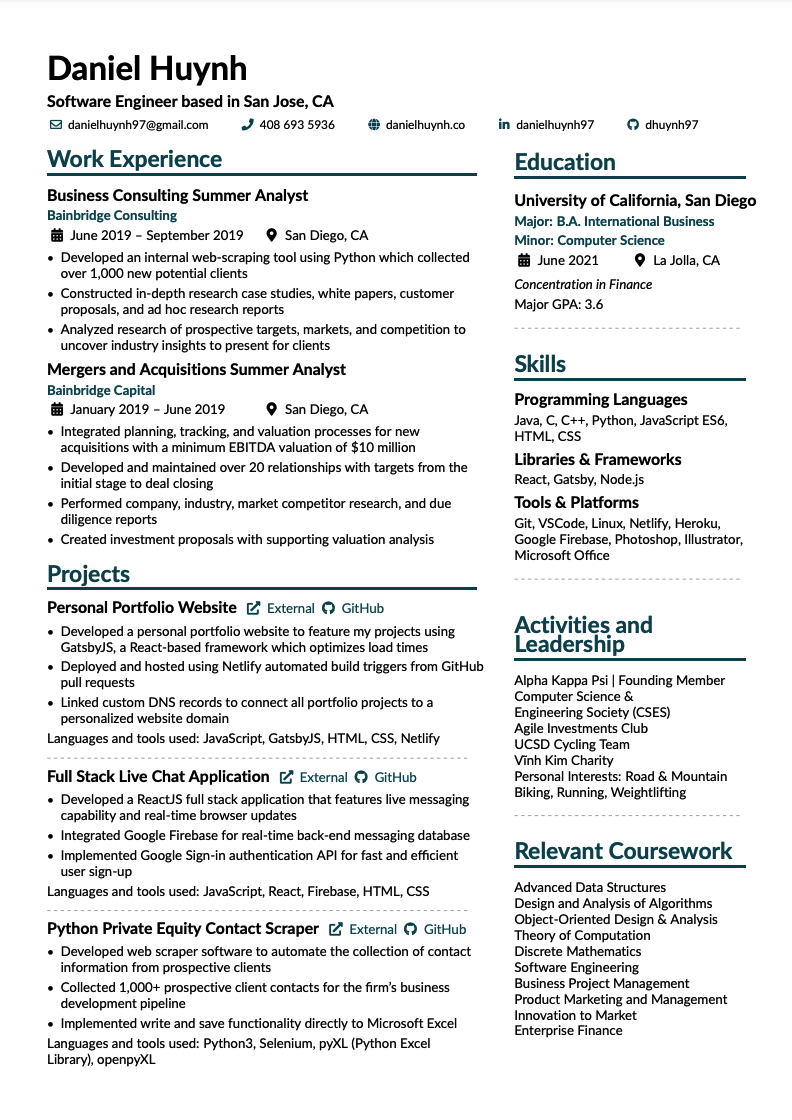 Daniel Huynh
Software Engineer based in San Jose, CA
danielhuynh97@gmail.com 408 693 5936 danielhuynh.co danielhuynh97 dhuynh97
Work Experience
Business Consulting Summer Analyst
Bainbridge Consulting
June 2019 – September 2019 San Diego, CA
• Developed an internal web-scraping tool using Python which collected
over 1,000 new potential clients
• Constructed in-depth research case studies, white papers, customer
proposals, and ad hoc research reports
• Analyzed research of prospective targets, markets, and competition to
uncover industry insights to present for clients
Mergers and Acquisitions Summer Analyst
Bainbridge Capital
January 2019 – June 2019 San Diego, CA
• Integrated planning, tracking, and valuation processes for new
acquisitions with a minimum EBITDA valuation of $10 million
• Developed and maintained over 20 relationships with targets from the
initial stage to deal closing
• Performed company, industry, market competitor research, and due
diligence reports
• Created investment proposals with supporting valuation analysis
Projects
Personal Portfolio Website External GitHub
• Developed a personal portfolio website to feature my projects using
GatsbyJS, a React-based framework which optimizes load times
• Deployed and hosted using Netlify automated build triggers from GitHub
pull requests
• Linked custom DNS records to connect all portfolio projects to a
personalized website domain
Languages and tools used: JavaScript, GatsbyJS, HTML, CSS, Netlify
Full Stack Live Chat Application External GitHub
• Developed a ReactJS full stack application that features live messaging
capability and real-time browser updates
• Integrated Google Firebase for real-time back-end messaging database
• Implemented Google Sign-in authentication API for fast and efficient
user sign-up
Languages and tools used: JavaScript, React, Firebase, HTML, CSS
Python Private Equity Contact Scraper External GitHub
• Developed web scraper software to automate the collection of contact
information from prospective clients
• Collected 1,000+ prospective client contacts for the firm's business
development pipeline
• Implemented write and save functionality directly to Microsoft Excel
Languages and tools used: Python3, Selenium, pyXL (Python Excel
Library), openpyXL
Education
University of California, San Diego
Major: B.A. International Business
Minor: Computer Science
June 2021 La Jolla, CA
Concentration in Finance
Major GPA: 3.6
Skills
Programming Languages
Java, C, C++, Python, JavaScript ES6,
HTML, CSS
Libraries & Frameworks
React, Gatsby, Node.js
Tools & Platforms
Git, VSCode, Linux, Netlify, Heroku,
Google Firebase, Photoshop, Illustrator,
Microsoft Office
Activities and
Leadership
Alpha Kappa Psi | Founding Member
Computer Science &
Engineering Society (CSES)
Agile Investments Club
UCSD Cycling Team
Vĩnh Kim Charity
Personal Interests: Road & Mountain
Biking, Running, Weightlifting
Relevant Coursework
Advanced Data Structures
Design and Analysis of Algorithms
Object-Oriented Design & Analysis
Theory of Computation
Discrete Mathematics
Software Engineering
Business Project Management
Product Marketing and Management
Innovation to Market
Enterprise Finance